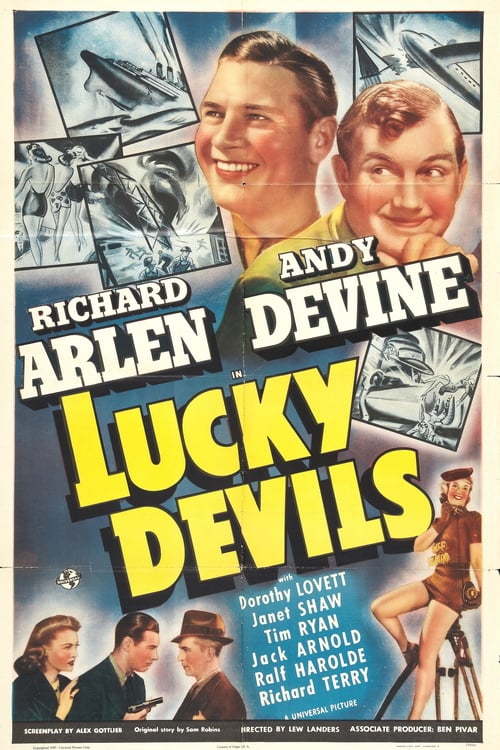 RICHARD
ARLEN
ANDY
DEVINE
IN
LUCKY
DEVILS
with
Dorothy LOVETT
Janet SHAW
Tim RYAN
Jack ARNOLD
Ralf HAROLDE
Richard TERRY
A UNIVERSAL PICTURE
SCREENPLAY BY ALEX GOTTLIEB
Original story by Sam Robins
DIRECTED BY LEW LANDERS
ASSOCIATE PRODUCER: BEN PIVAR